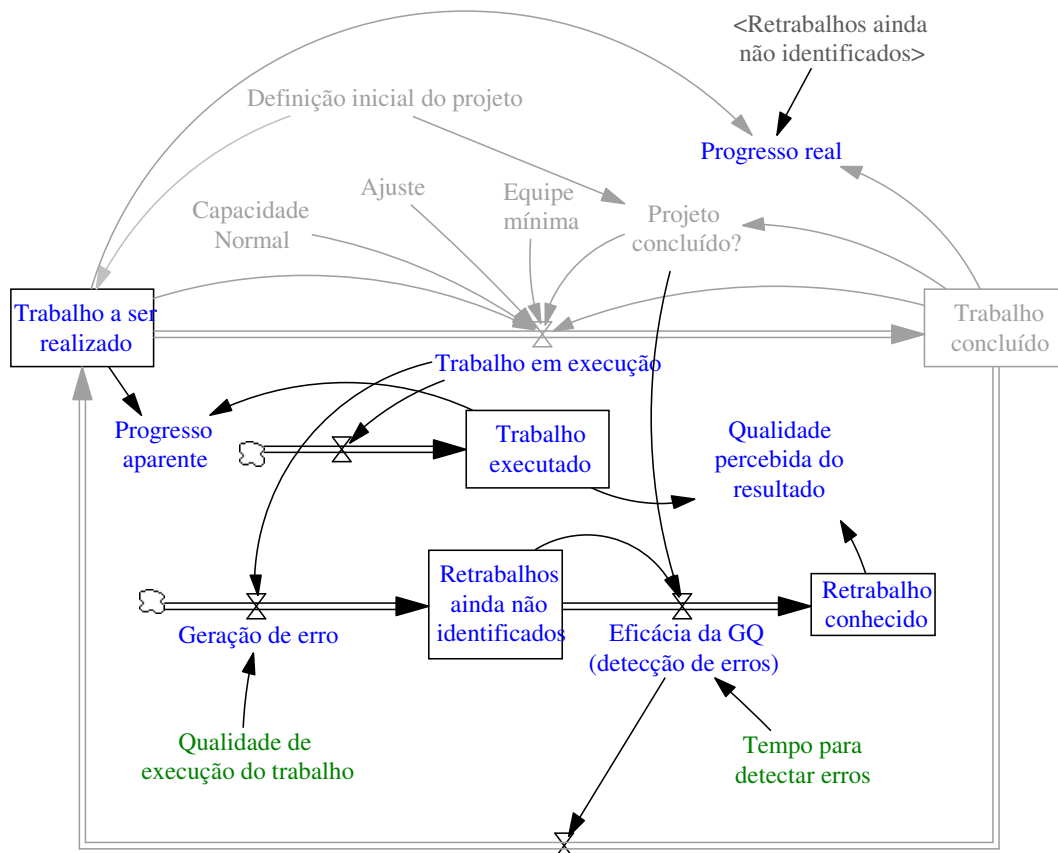 <Retrabalhos ainda
não identificados>
Definição inicial do projeto
Progresso real
Ajuste
Equipe
mínima
Capacidade
Normal
Projeto
concluído?
Trabalho a ser
realizado
Trabalho
concluído
Trabalho em execução
Progresso
aparente
Trabalho
executado
Qualidade
percebida do
resultado
Retrabalhos
ainda não
identificados
Retrabalho
conhecido
Geração de erro
Eficácia da GQ
(detecção de erros)
Qualidade de
execução do trabalho
Tempo para
detectar erros